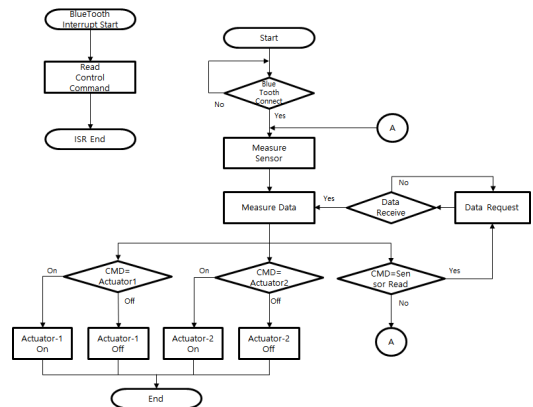 BlueTooth
Interrupt Start
Read
Control
Command
ISR End
Start
Blue
Tooth
Connect
No
Yes
A
Measure
Sensor
Measure Data
Yes
Data
Receive
No
Data Request
On
CMD=
Actuator1
Off
On
CMD=
Actuator2
Off
CMD=Sen
sor Read
Yes
No
Actuator-1
On
Actuator-1
Off
Actuator-2
On
Actuator-2
Off
A
End